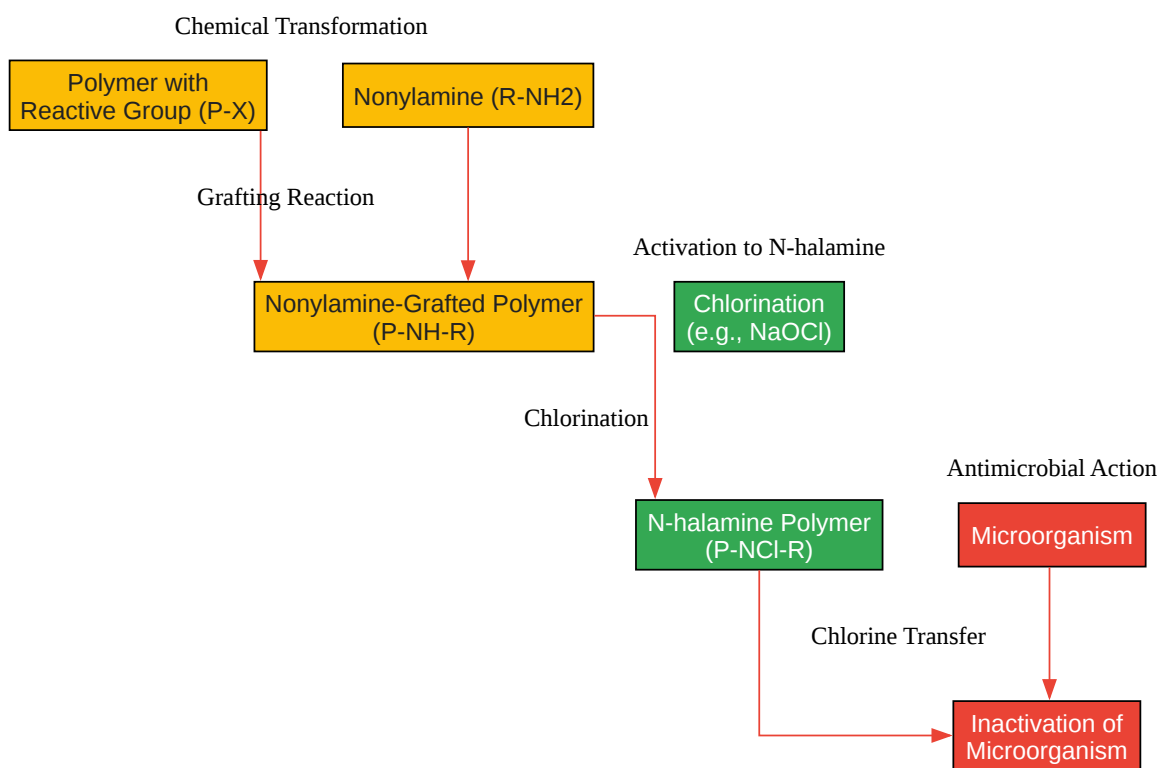 Chemical Transformation
Polymer with
Reactive Group (P-X)
Nonylamine (R-NH2)
Grafting Reaction
Activation to N-halamine
Nonylamine-Grafted Polymer
(P-NH-R)
Chlorination
(e.g., NaOCl)
Chlorination
Antimicrobial Action
N-halamine Polymer
(P-NCl-R)
Microorganism
Chlorine Transfer
Inactivation of
Microorganism